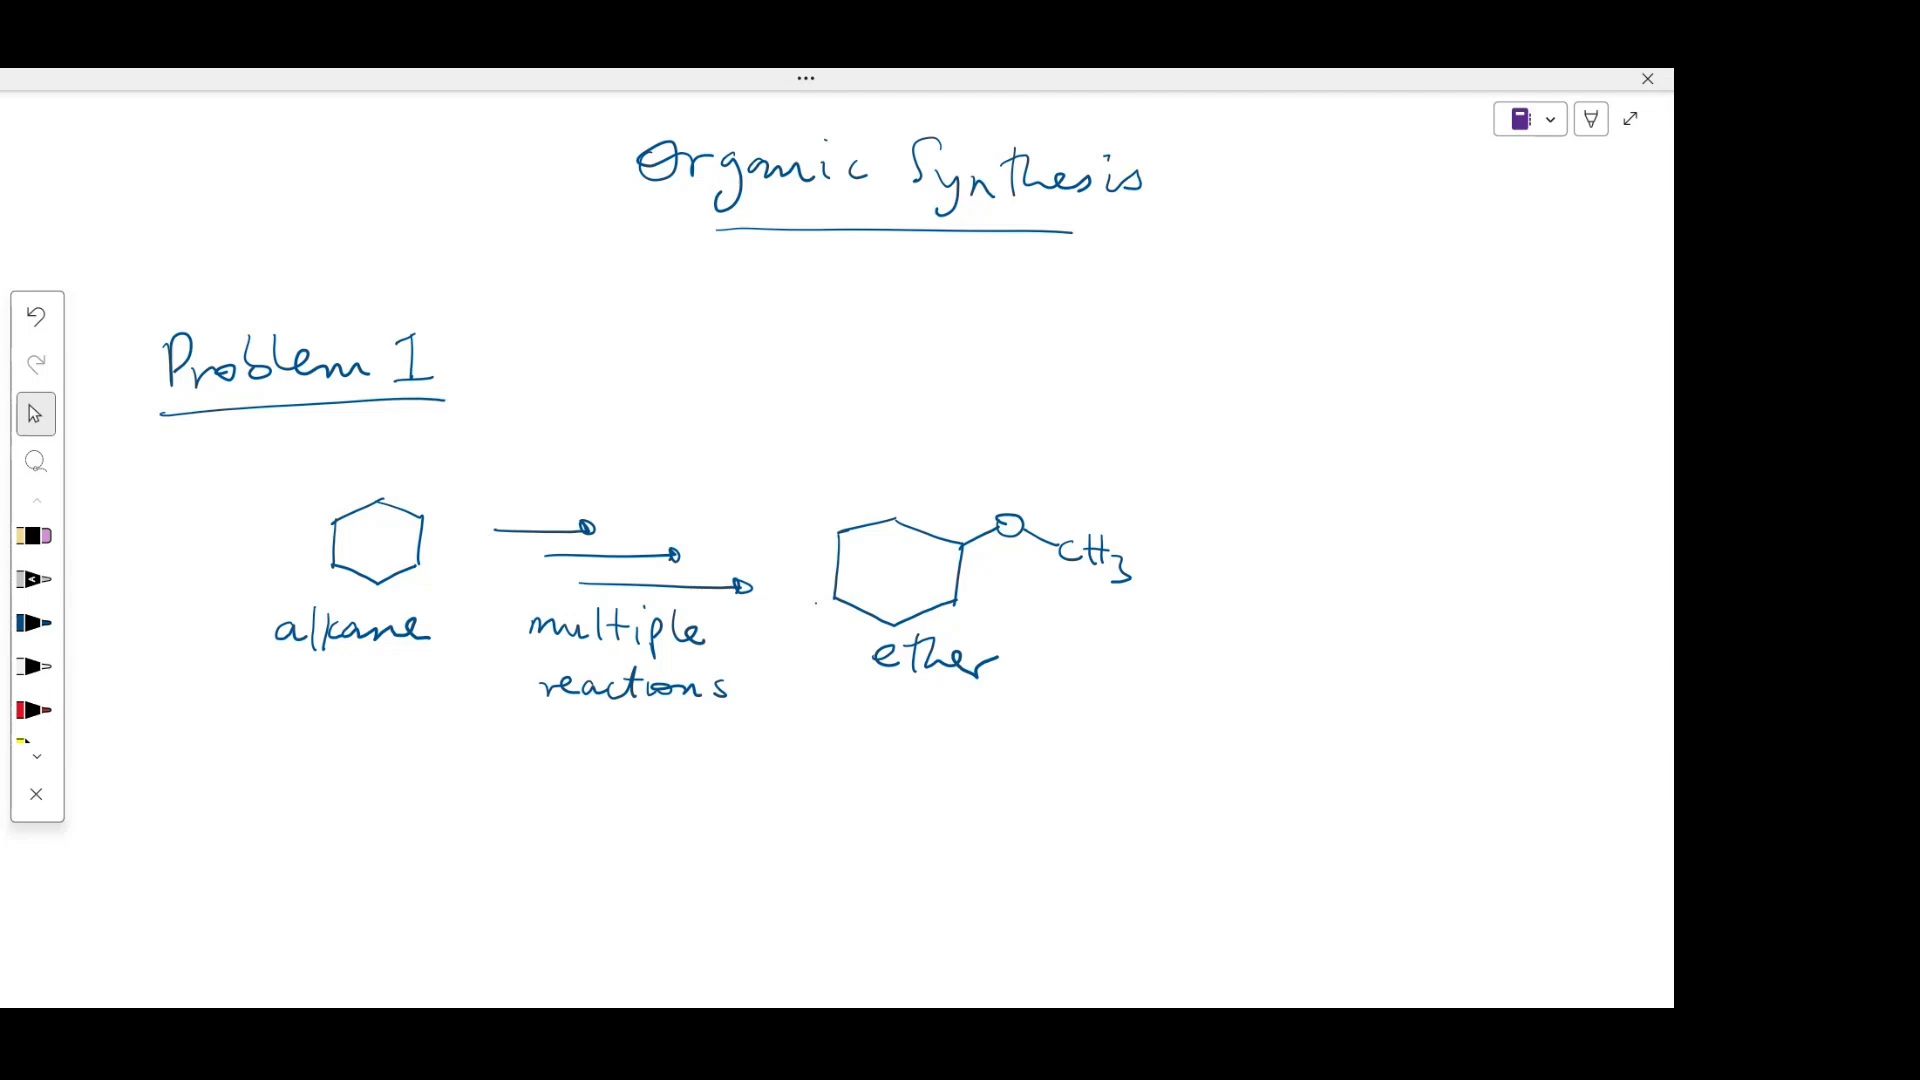 Organic Synthesis
Problem 1
O
CH3
alkane
multiple
reactions
ether